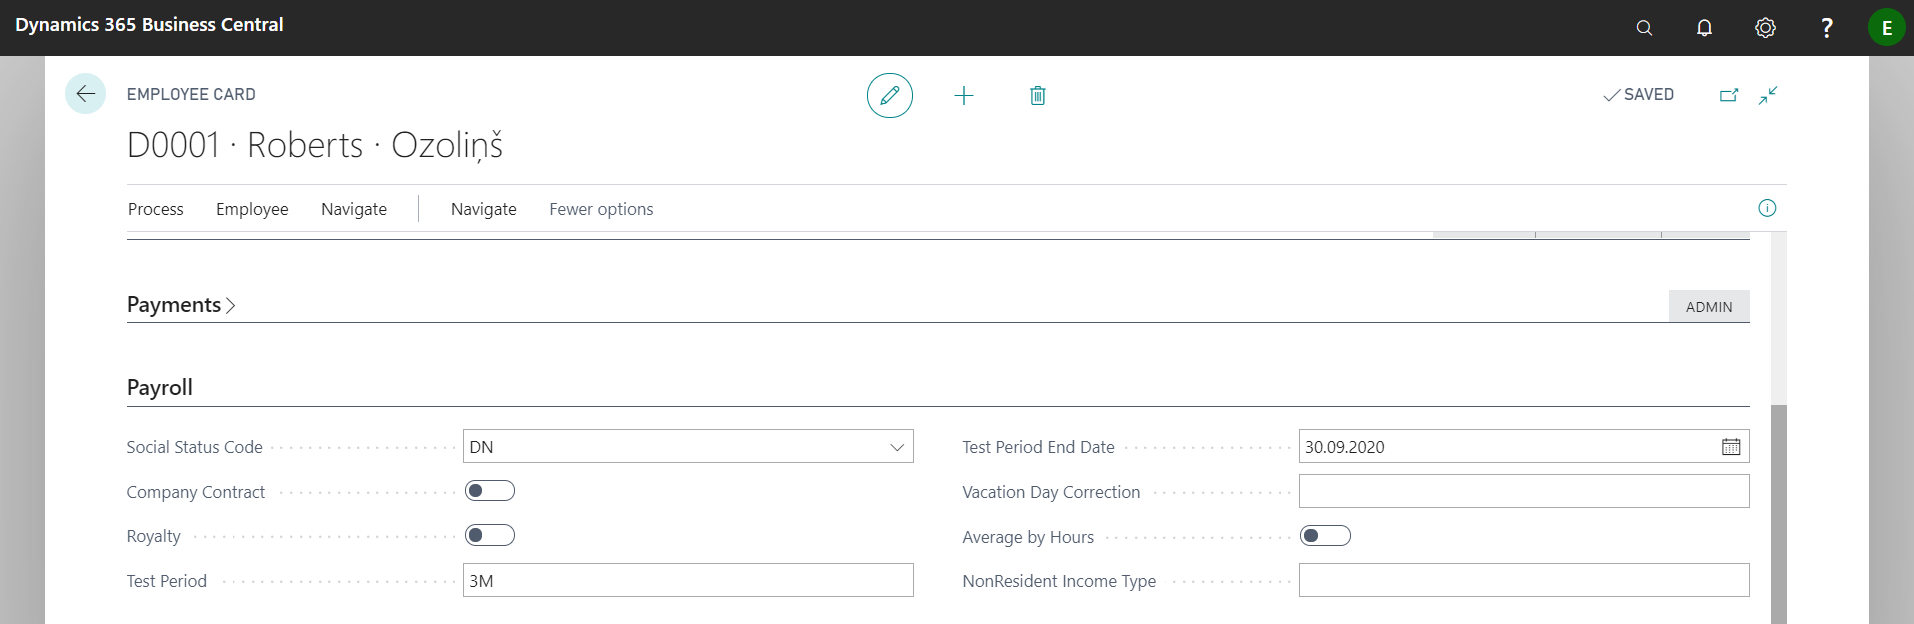 Dynamics 365 Business Central
?
E
EMPLOYEE CARD
SAVED
D0001 · Roberts · Ozoliņš
Process Employee Navigate Navigate Fewer options
Payments
ADMIN
Payroll
Social Status Code DN
Company Contract
Royalty
Test Period 3M
Test Period End Date 30.09.2020
Vacation Day Correction
Average by Hours
NonResident Income Type